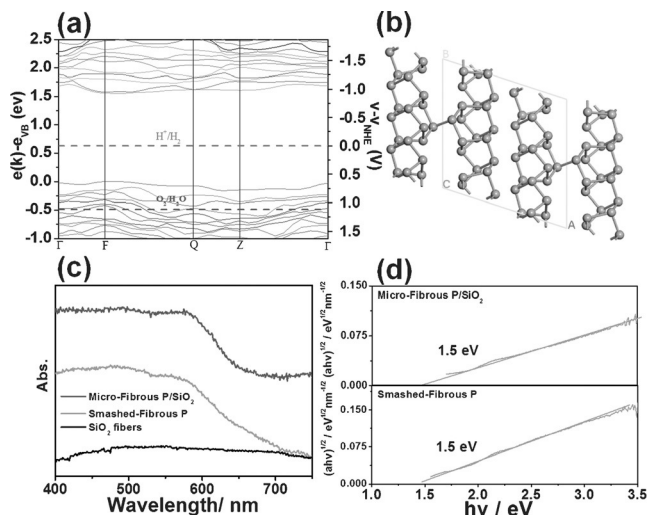 (a)
e(k)-e_VB (ev)
2.5
2.0
1.5
1.0
0.5
0.0
-0.5
-1.0
H⁺/H₂
O₂/H₂O
Γ F Q Z Γ
-1.5
-1.0
-0.5
0.0
0.5
1.0
1.5
V-V_NHE (V)
(b)
B
C
A
(c)
Abs.
Micro-Fibrous P/SiO₂
Smashed-Fibrous P
SiO₂ fibers
400 500 600 700
Wavelength/ nm
(d)
(ahv)^1/2 / eV^1/2nm^-1/2
(ahv)^1/2 / eV^1/2nm^-1/2
0.150
Micro-Fibrous P/SiO₂
0.075
1.5 eV
0.000
0.150
Smashed-Fibrous P
0.075
1.5 eV
0.000
1.0 1.5 2.0 2.5 3.0 3.5
hv / eV